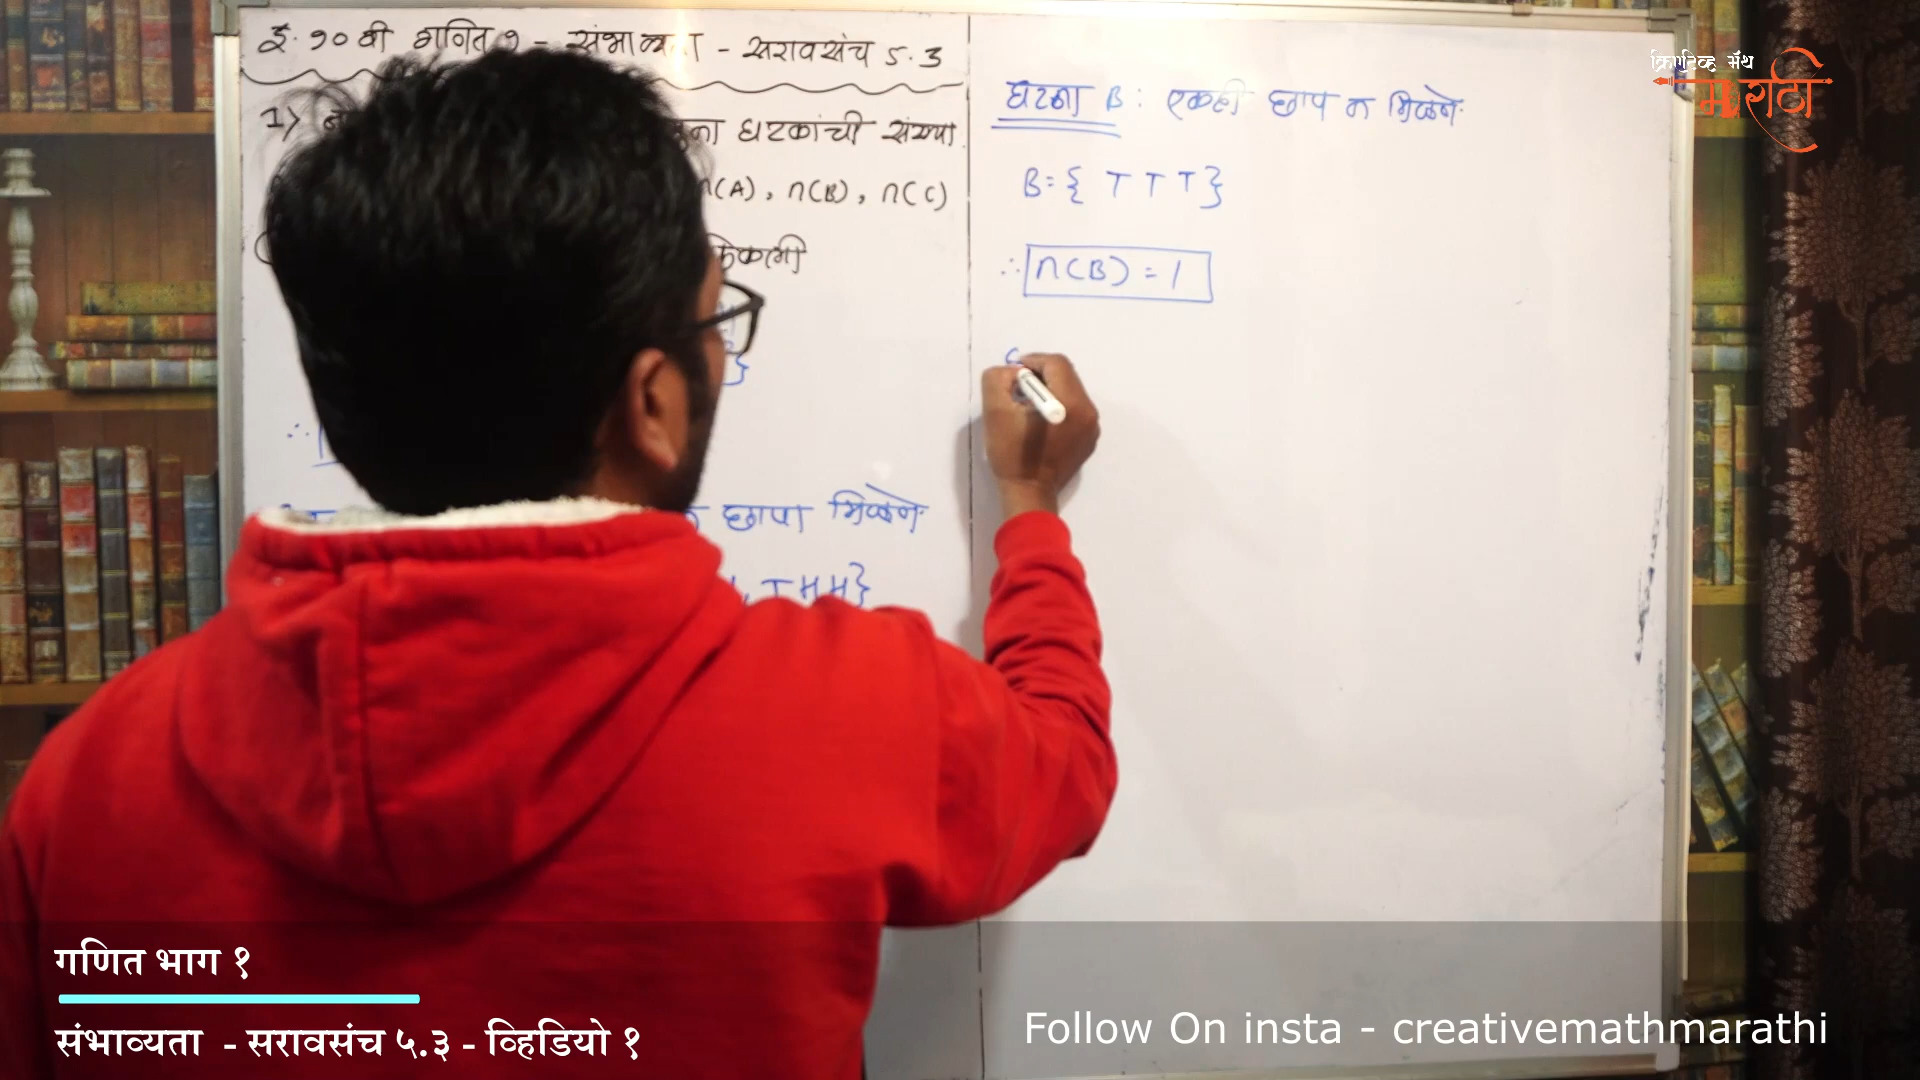 इ. १० वी गणित १ - संभाव्यता - सरावसंच ५.३
1) घटकांची संख्या
n(A), n(B), n(C)
छापा मिळणे
, T H H}
घटना B : एकही छाप न मिळणे
B = { T T T }
∴ n(B) = 1
क्रिएटिव्ह मॅथ
मराठी
गणित भाग १
संभाव्यता - सरावसंच ५.३ - व्हिडियो १
Follow On insta - creativemathmarathi